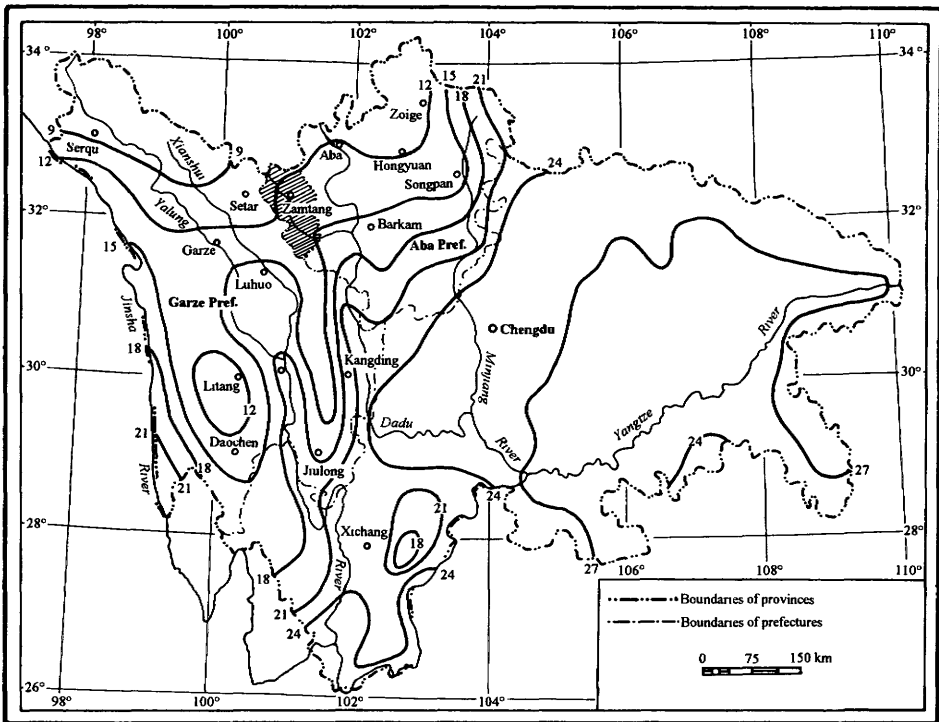 98° 100° 102° 104° 106° 108° 110°
34° 34°
12 15 21
18
Zoige
9
Serqu
12
Xianshui
9
Aba
Hongyuan
Songpan
24
32° 32°
Setar
Zamtang
Yalung
Barkam
Aba Pref.
Garze
15
Luhuo
Garze Pref.
Jinsha
River
Chengdu
18
Kangding
Minjiang
30° 30°
Litang
12
Yangtze
Dadu
21
Daochen
River
24
Jiulong
River
18
21
24
27
21
Xichang
18
28° 28°
24
18
River
27
21
24
106° 108° 110°
Boundaries of provinces
Boundaries of prefectures
0 75 150 km
26°
98° 100° 102° 104°